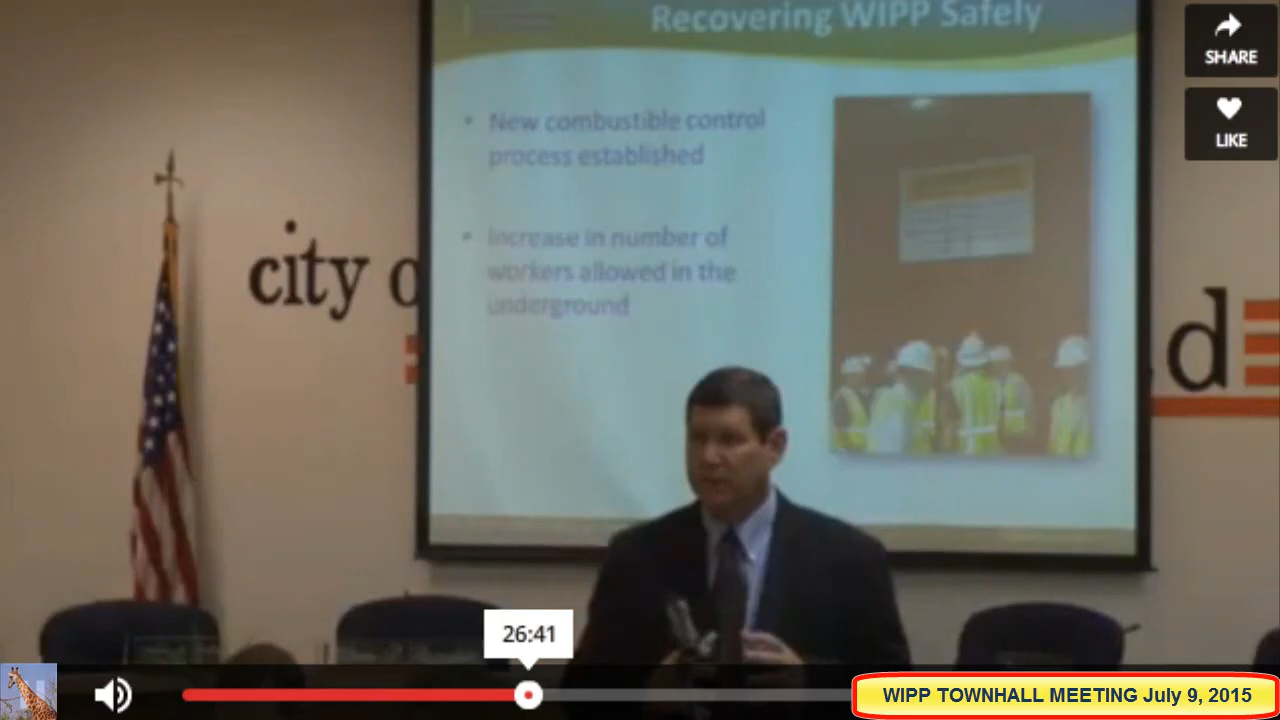 Recovering WIPP Safely
SHARE
• New combustible control
process established
LIKE
• Increase in number of
workers allowed in the
underground
city o
d
26:41
WIPP TOWNHALL MEETING July 9, 2015